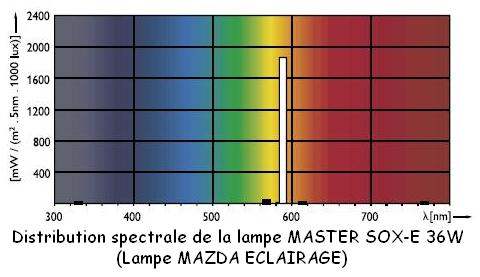 [mW / (m² . 5nm . 1000 lux)]
2400
2000
1600
1200
800
400
300 400 500 600 700 λ[nm]
Distribution spectrale de la lampe MASTER SOX-E 36W
(Lampe MAZDA ECLAIRAGE)